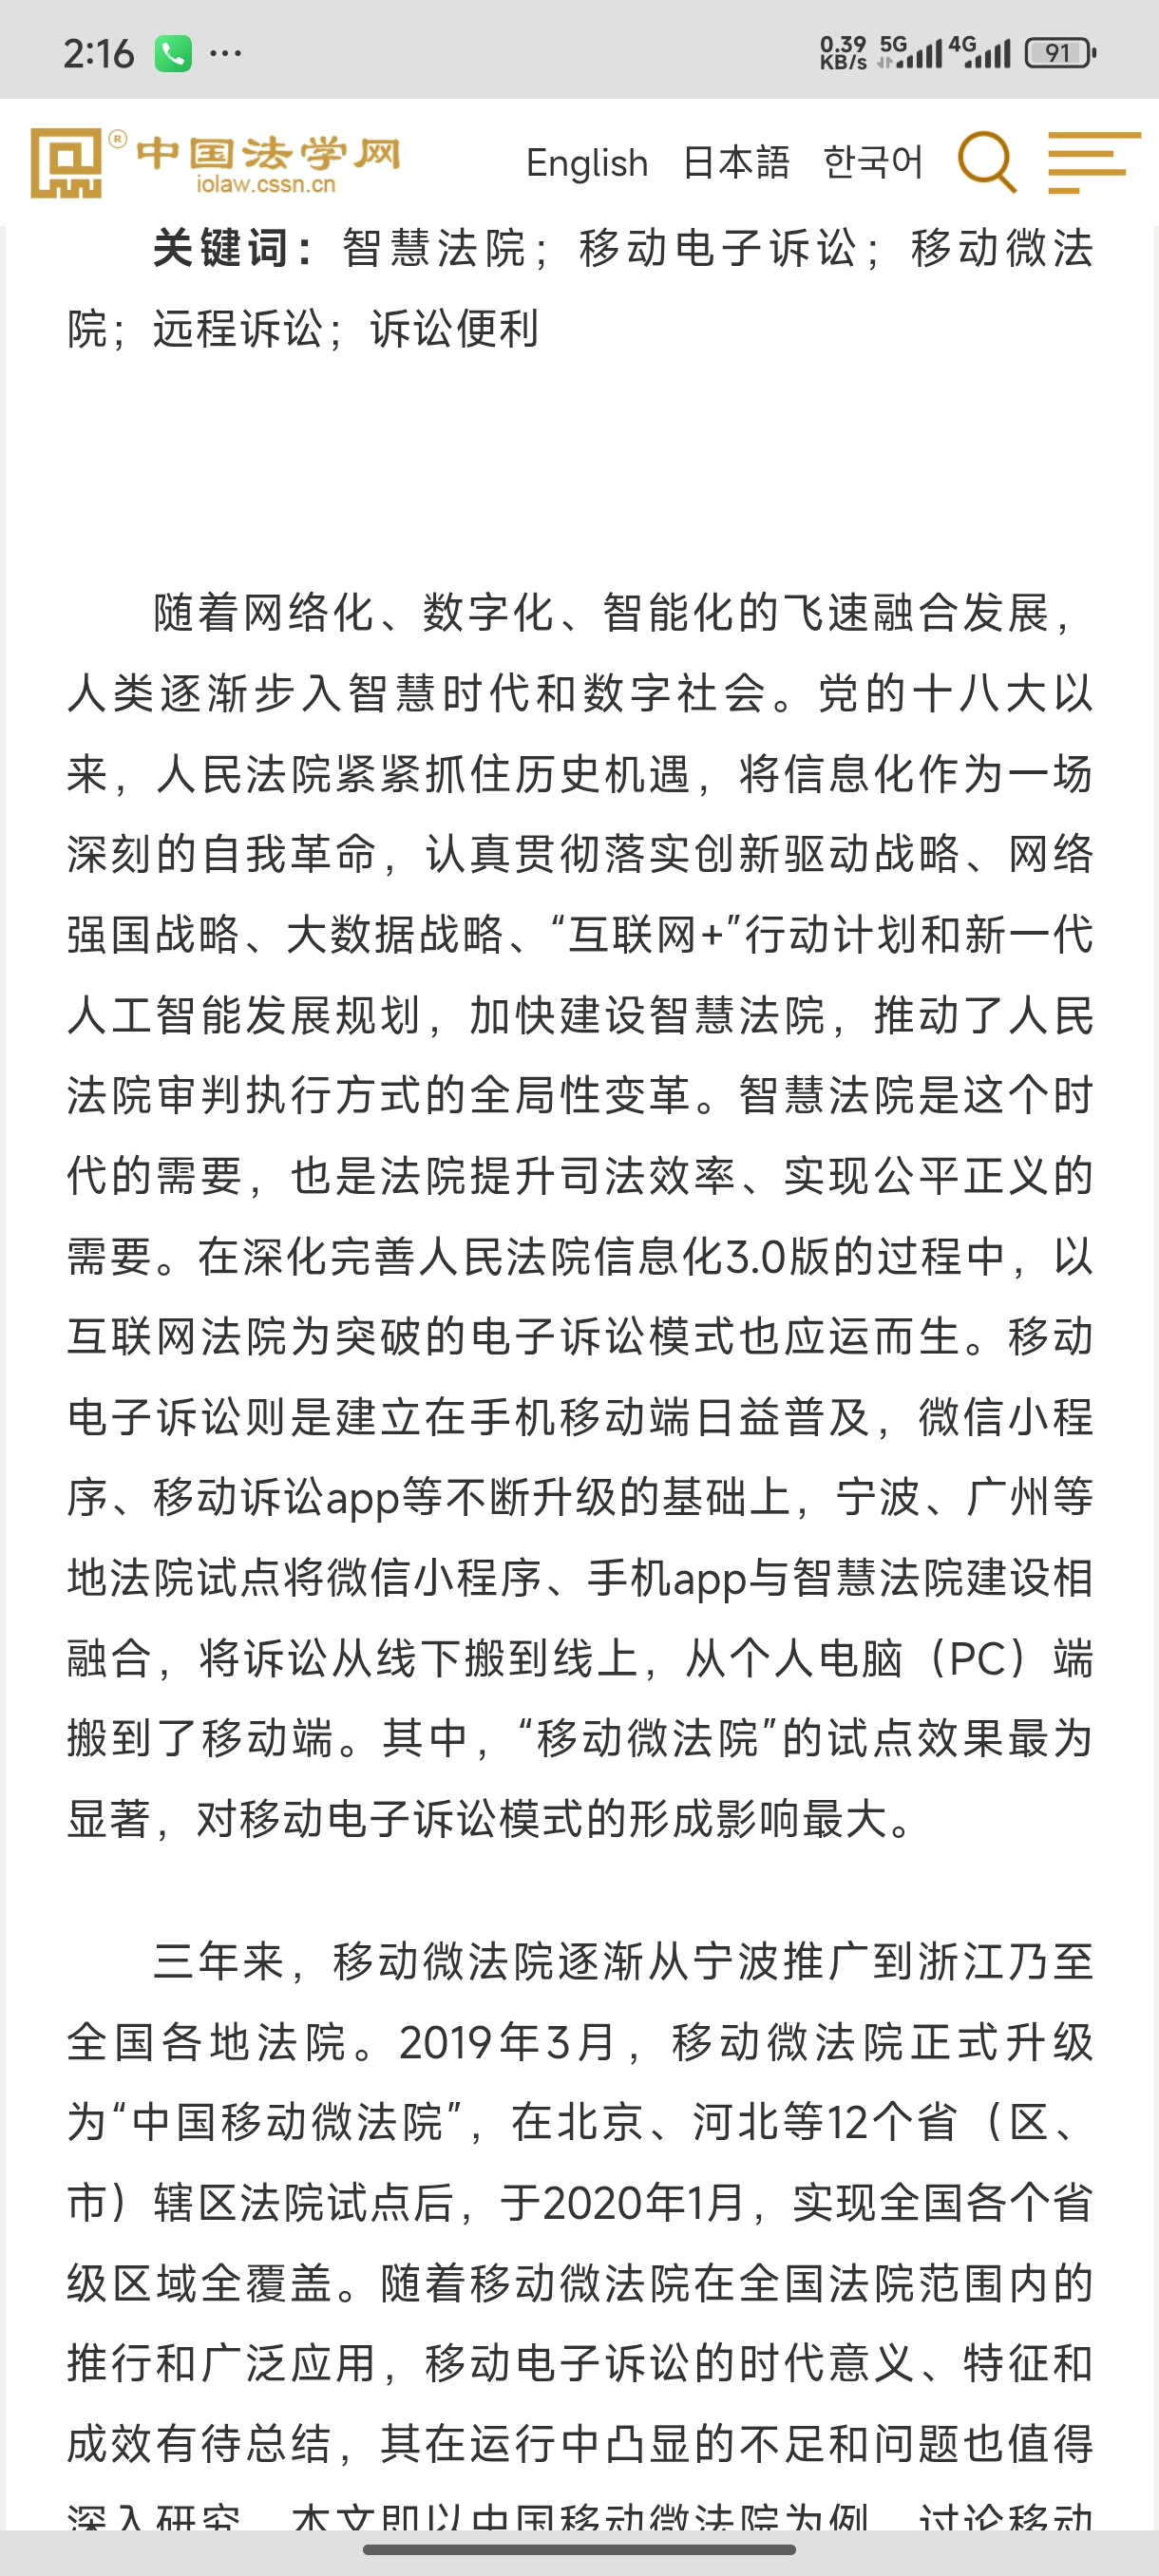 2:16 ...
0.39 KB/s 5G 4G 91
中国法学网 ®
iolaw.cssn.cn
English 日本語 한국어
关键词：智慧法院；移动电子诉讼；移动微法
院；远程诉讼；诉讼便利
随着网络化、数字化、智能化的飞速融合发展，
人类逐渐步入智慧时代和数字社会。党的十八大以
来，人民法院紧紧抓住历史机遇，将信息化作为一场
深刻的自我革命，认真贯彻落实创新驱动战略、网络
强国战略、大数据战略、“互联网+”行动计划和新一代
人工智能发展规划，加快建设智慧法院，推动了人民
法院审判执行方式的全局性变革。智慧法院是这个时
代的需要，也是法院提升司法效率、实现公平正义的
需要。在深化完善人民法院信息化3.0版的过程中，以
互联网法院为突破的电子诉讼模式也应运而生。移动
电子诉讼则是建立在手机移动端日益普及，微信小程
序、移动诉讼app等不断升级的基础上，宁波、广州等
地法院试点将微信小程序、手机app与智慧法院建设相
融合，将诉讼从线下搬到线上，从个人电脑（PC）端
搬到了移动端。其中，“移动微法院”的试点效果最为
显著，对移动电子诉讼模式的形成影响最大。
三年来，移动微法院逐渐从宁波推广到浙江乃至
全国各地法院。2019年3月，移动微法院正式升级
为“中国移动微法院”，在北京、河北等12个省（区、
市）辖区法院试点后，于2020年1月，实现全国各个省
级区域全覆盖。随着移动微法院在全国法院范围内的
推行和广泛应用，移动电子诉讼的时代意义、特征和
成效有待总结，其在运行中凸显的不足和问题也值得
深入研究。本文即以中国移动微法院为例，讨论移动